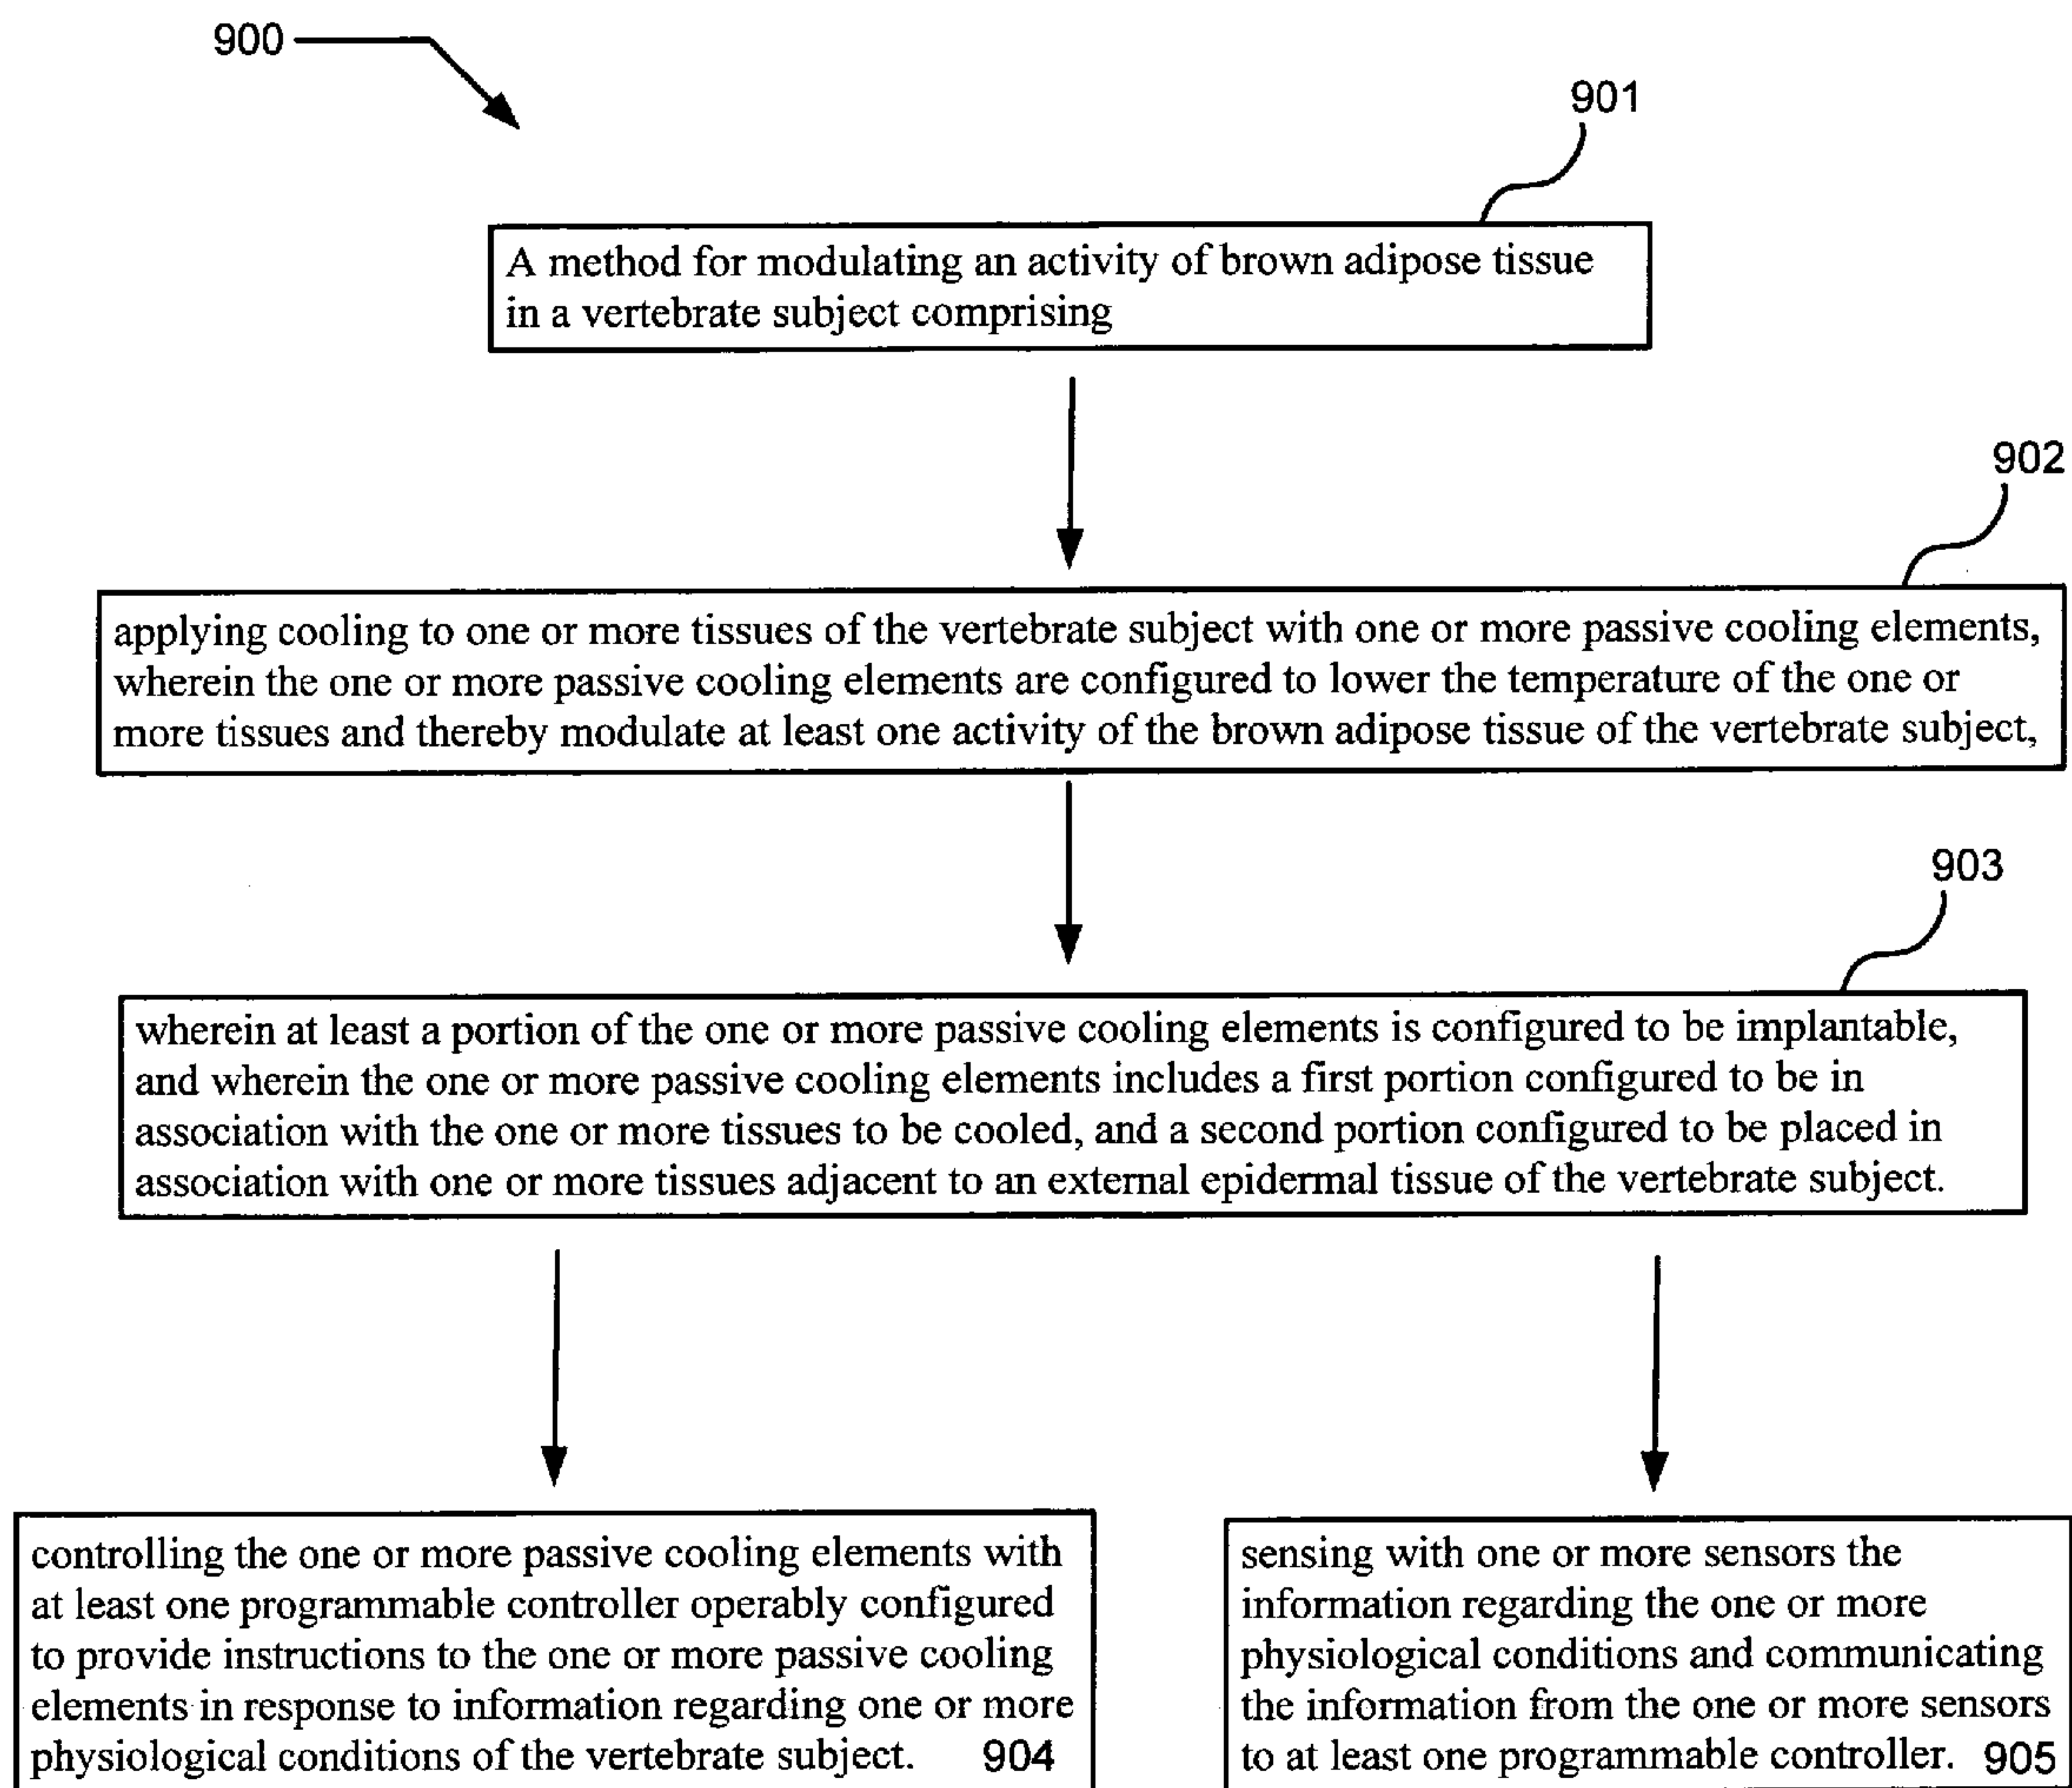 900
901
A method for modulating an activity of brown adipose tissue
in a vertebrate subject comprising
902
applying cooling to one or more tissues of the vertebrate subject with one or more passive cooling elements,
wherein the one or more passive cooling elements are configured to lower the temperature of the one or
more tissues and thereby modulate at least one activity of the brown adipose tissue of the vertebrate subject,
903
wherein at least a portion of the one or more passive cooling elements is configured to be implantable,
and wherein the one or more passive cooling elements includes a first portion configured to be in
association with the one or more tissues to be cooled, and a second portion configured to be placed in
association with one or more tissues adjacent to an external epidermal tissue of the vertebrate subject.
controlling the one or more passive cooling elements with
at least one programmable controller operably configured
to provide instructions to the one or more passive cooling
elements in response to information regarding one or more
physiological conditions of the vertebrate subject. 904
sensing with one or more sensors the
information regarding the one or more
physiological conditions and communicating
the information from the one or more sensors
to at least one programmable controller. 905